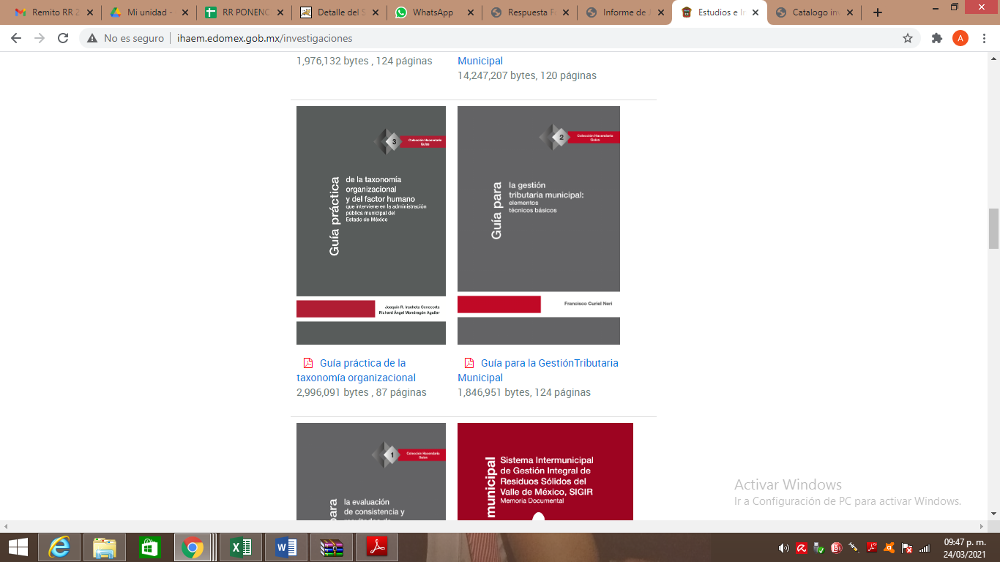 Remito RR 2
Mi unidad -
RR PONENC
Detalle del S
WhatsApp
Respuesta F
Informe de J
Estudios e In
Catalogo inv
No es seguro
ihaem.edomex.gob.mx/investigaciones
A
1,976,132 bytes , 124 páginas
Municipal
14,247,207 bytes, 120 páginas
3
Colección Hacendaria
Guías
Guía práctica
de la taxonomía
organizacional
y del factor humano
que interviene en la administración
pública municipal del
Estado de México
Joaquín R. Iracheta Cenecorta
Richard Ángel Mondragón Aguilar
2
Colección Hacendaria
Guías
Guía para
la gestión
tributaria municipal:
elementos
técnicos básicos
Francisco Curiel Neri
Guía práctica de la
taxonomía organizacional
2,996,091 bytes , 87 páginas
Guía para la GestiónTributaria
Municipal
1,846,951 bytes, 124 páginas
1
Colección Hacendaria
Guías
para
la evaluación
de consistencia y
resultados de
municipal
Sistema Intermunicipal
de Gestión Integral de
Residuos Sólidos del
Valle de México, SIGIR
Memoria Documental
Activar Windows
Ir a Configuración de PC para activar Windows.
09:47 p. m.
24/03/2021